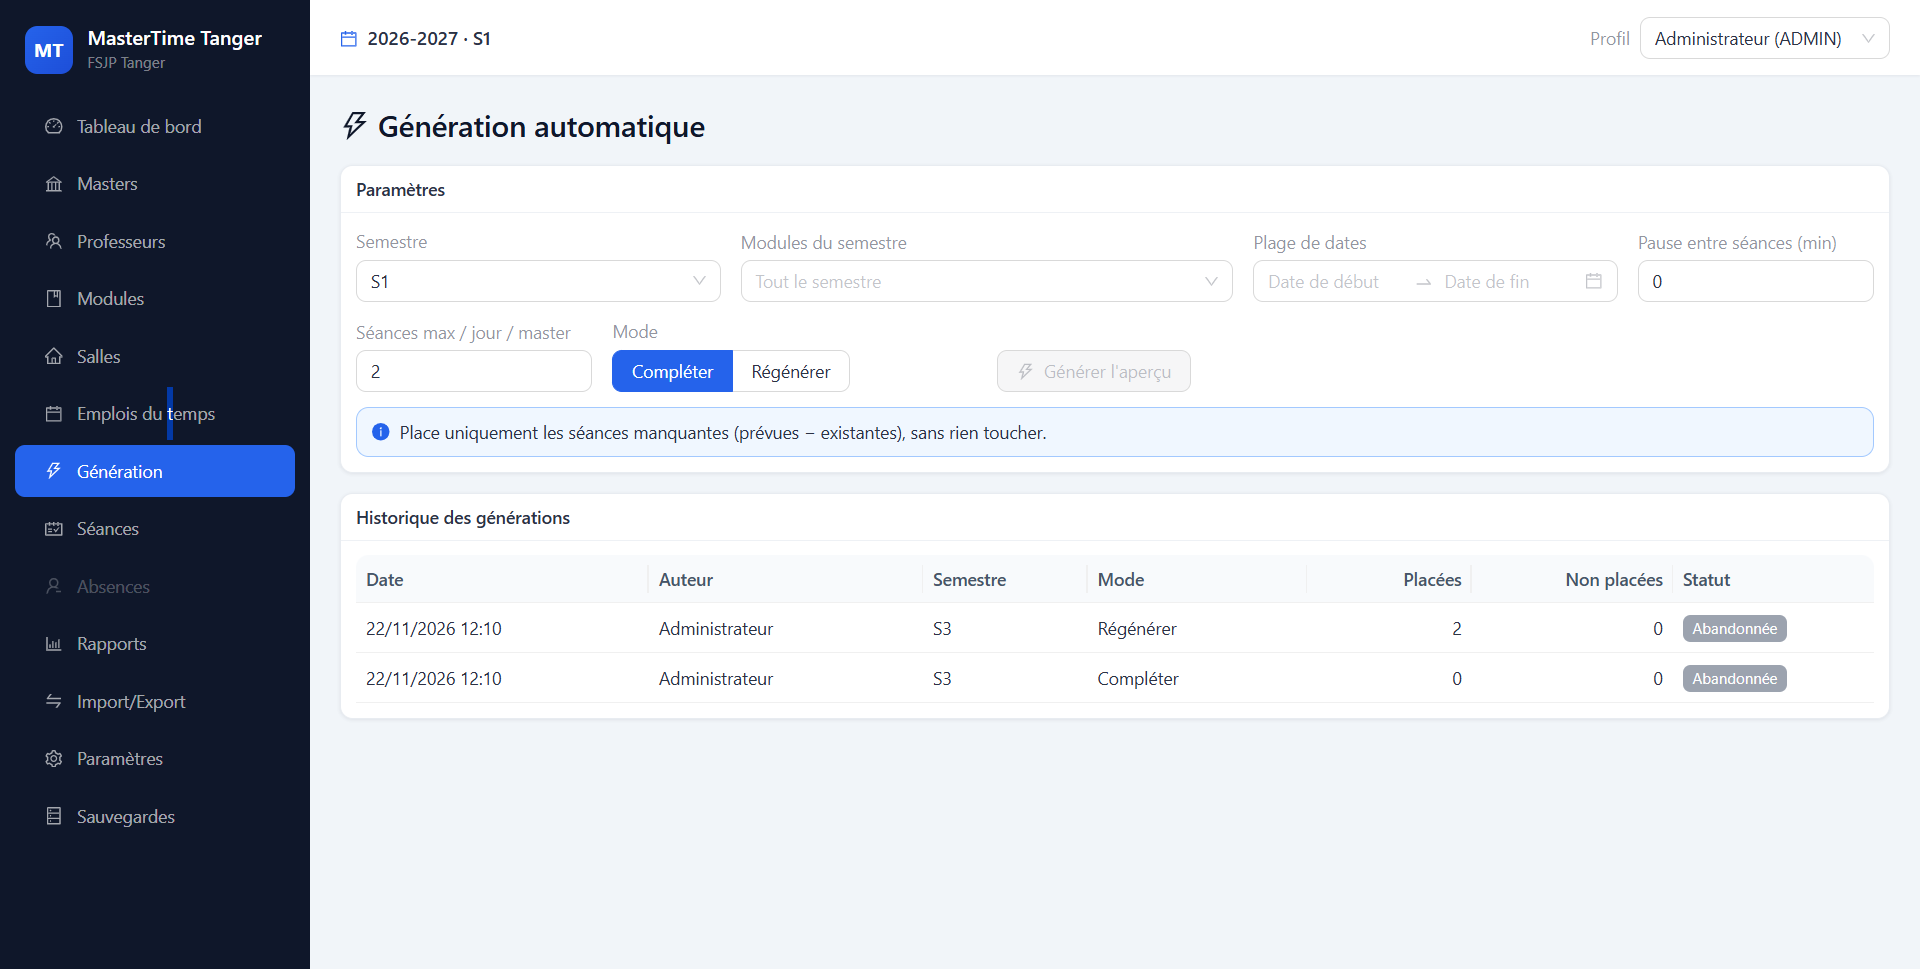 MT
MasterTime Tanger
FSJP Tanger
Tableau de bord
Masters
Professeurs
Modules
Salles
Emplois du temps
Génération
Séances
Absences
Rapports
Import/Export
Paramètres
Sauvegardes
2026-2027 · S1
Profil Administrateur (ADMIN)
Génération automatique
Paramètres
Semestre Modules du semestre Plage de dates Pause entre séances (min)
S1 Tout le semestre Date de début → Date de fin 0
Séances max / jour / master Mode
2 Compléter Régénérer Générer l'aperçu
Place uniquement les séances manquantes (prévues − existantes), sans rien toucher.
Historique des générations
Date Auteur Semestre Mode Placées Non placées Statut
22/11/2026 12:10 Administrateur S3 Régénérer 2 0 Abandonnée
22/11/2026 12:10 Administrateur S3 Compléter 0 0 Abandonnée